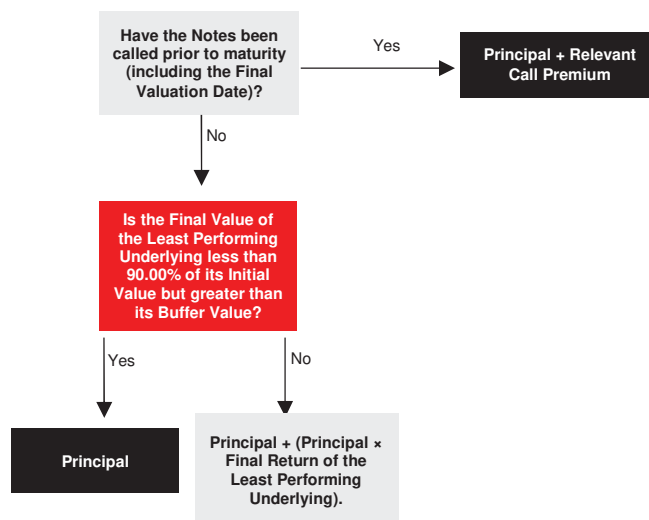 Have the Notes been
called prior to maturity
(including the Final
Valuation Date)?
Yes
Principal + Relevant
Call Premium
No
Is the Final Value of
the Least Performing
Underlying less than
90.00% of its Initial
Value but greater than
its Buffer Value?
Yes
No
Principal
Principal + (Principal ×
Final Return of the
Least Performing
Underlying).